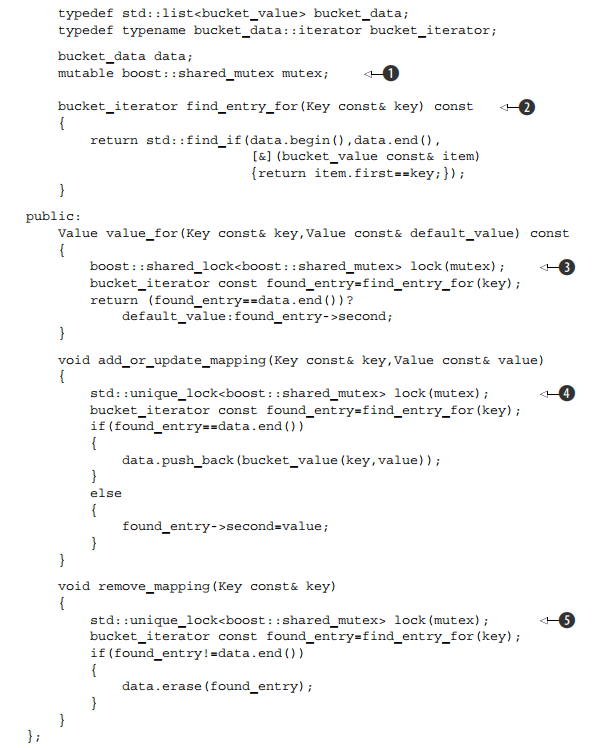 typedef std::list<bucket_value> bucket_data;
typedef typename bucket_data::iterator bucket_iterator;
bucket_data data;
mutable boost::shared_mutex mutex; 1
bucket_iterator find_entry_for(Key const& key) const 2
{
return std::find_if(data.begin(),data.end(),
[&](bucket_value const& item)
{return item.first==key;});
}
public:
Value value_for(Key const& key,Value const& default_value) const
{
boost::shared_lock<boost::shared_mutex> lock(mutex); 3
bucket_iterator const found_entry=find_entry_for(key);
return (found_entry==data.end())?
default_value:found_entry->second;
}
void add_or_update_mapping(Key const& key,Value const& value)
{
std::unique_lock<boost::shared_mutex> lock(mutex); 4
bucket_iterator const found_entry=find_entry_for(key);
if(found_entry==data.end())
{
data.push_back(bucket_value(key,value));
}
else
{
found_entry->second=value;
}
}
void remove_mapping(Key const& key)
{
std::unique_lock<boost::shared_mutex> lock(mutex); 5
bucket_iterator const found_entry=find_entry_for(key);
if(found_entry!=data.end())
{
data.erase(found_entry);
}
}
};